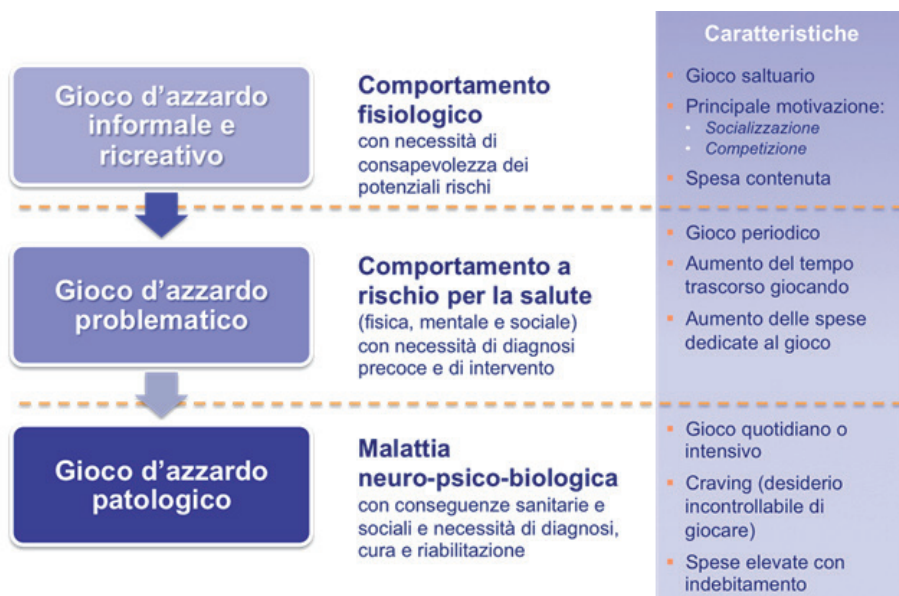 Caratteristiche
Gioco d'azzardo
informale e
ricreativo
Comportamento
fisiologico
con necessità di
consapevolezza dei
potenziali rischi
Gioco saltuario
Principale motivazione:
Socializzazione
Competizione
Spesa contenuta
Gioco d'azzardo
problematico
Comportamento a
rischio per la salute
(fisica, mentale e sociale)
con necessità di diagnosi
precoce e di intervento
Gioco periodico
Aumento del tempo
trascorso giocando
Aumento delle spese
dedicate al gioco
Gioco d'azzardo
patologico
Malattia
neuro-psico-biologica
con conseguenze sanitarie e
sociali e necessità di diagnosi,
cura e riabilitazione
Gioco quotidiano o
intensivo
Craving (desiderio
incontrollabile di
giocare)
Spese elevate con
indebitamento